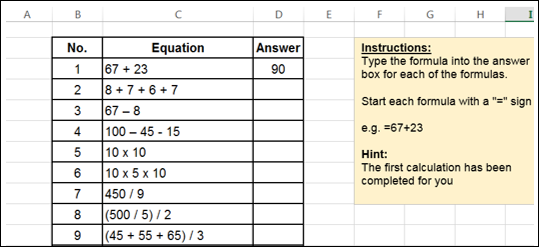 A B C D E F G H I
No. Equation Answer
1 67 + 23 90
2 8 + 7 + 6 + 7
3 67 – 8
4 100 – 45 - 15
5 10 x 10
6 10 x 5 x 10
7 450 / 9
8 (500 / 5) / 2
9 (45 + 55 + 65) / 3
Instructions:
Type the formula into the answer
box for each of the formulas.
Start each formula with a "=" sign
e.g. =67+23
Hint:
The first calculation has been
completed for you